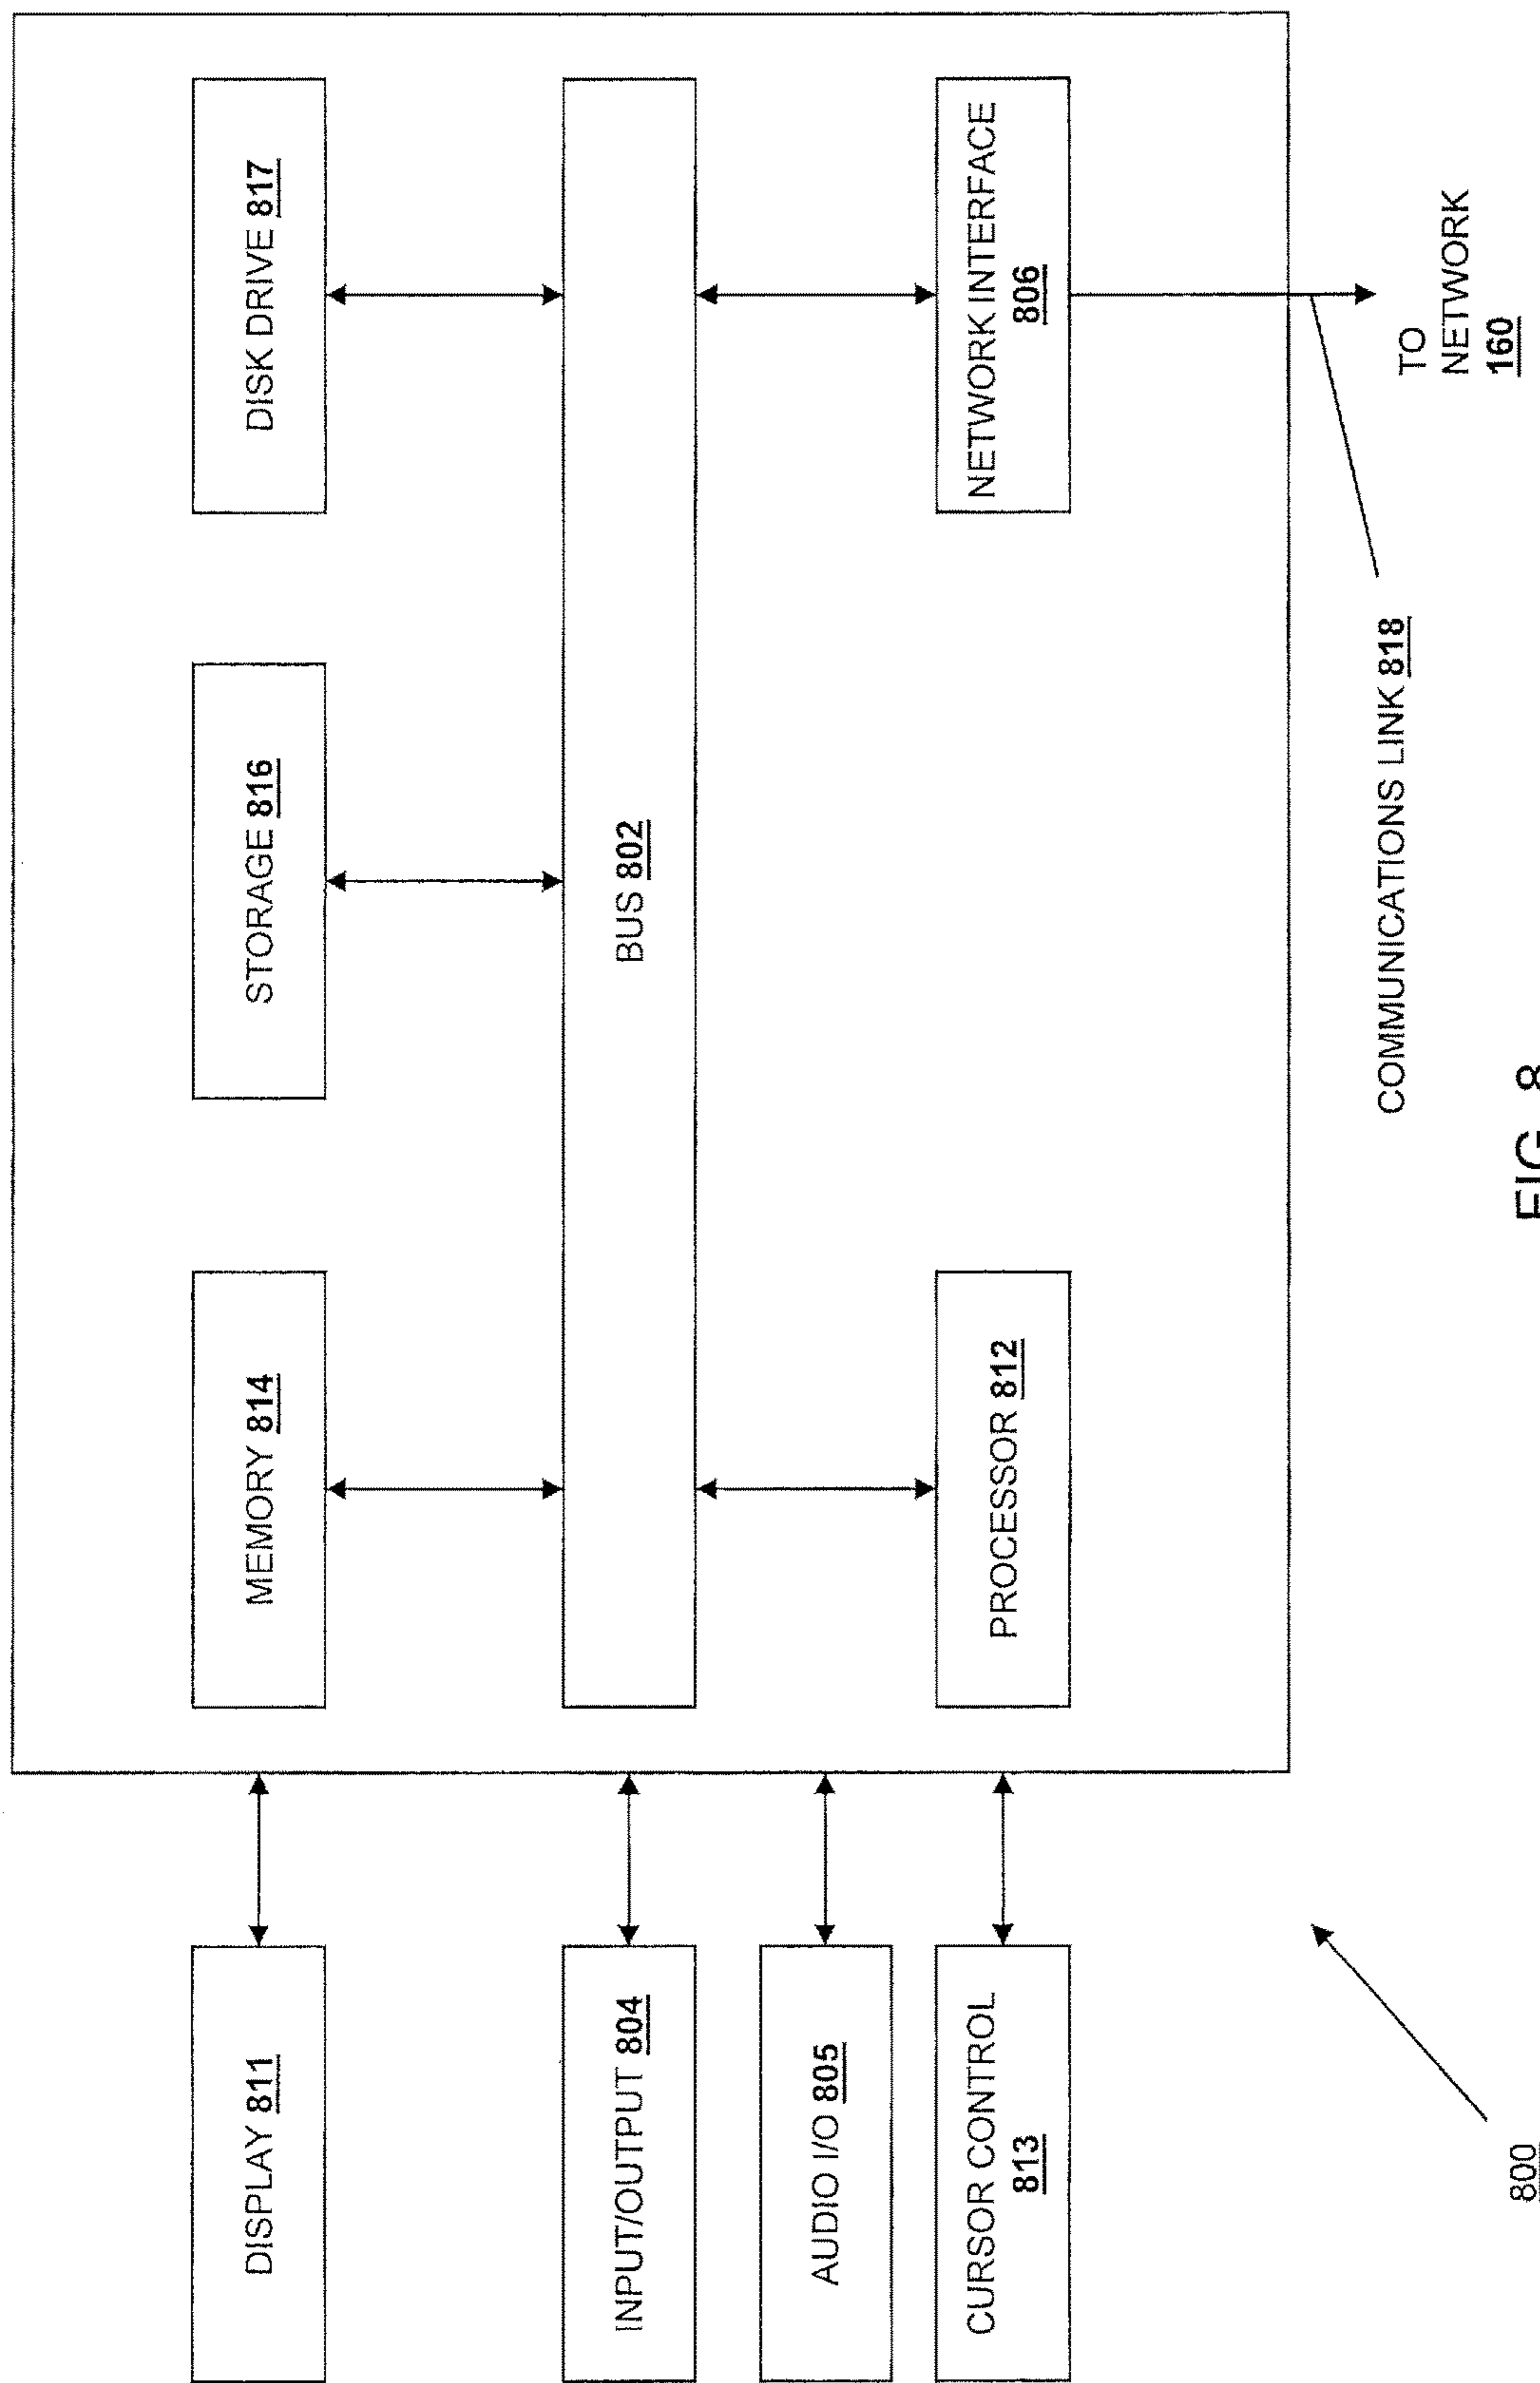 DISPLAY 811
MEMORY 814
STORAGE 816
DISK DRIVE 817
INPUT/OUTPUT 804
BUS 802
AUDIO I/O 805
CURSOR CONTROL
813
PROCESSOR 812
NETWORK INTERFACE
806
COMMUNICATIONS LINK 818
TO
NETWORK
160
800
FIG. 8